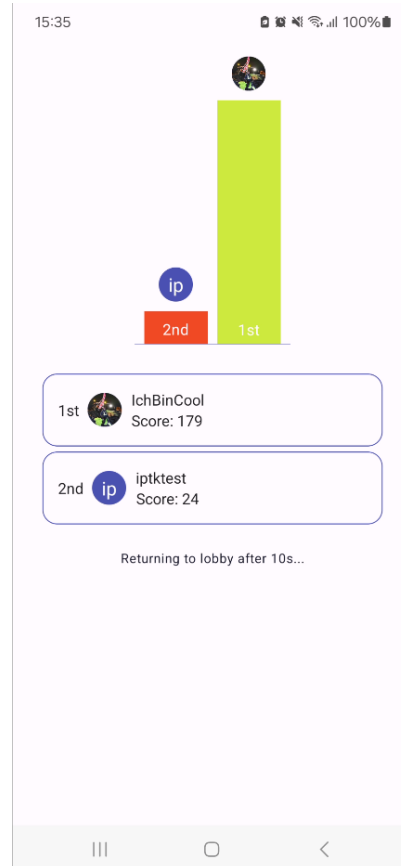 15:35
100%
ip
2nd
1st
1st
IchBinCool
Score: 179
2nd
ip
iptktest
Score: 24
Returning to lobby after 10s...